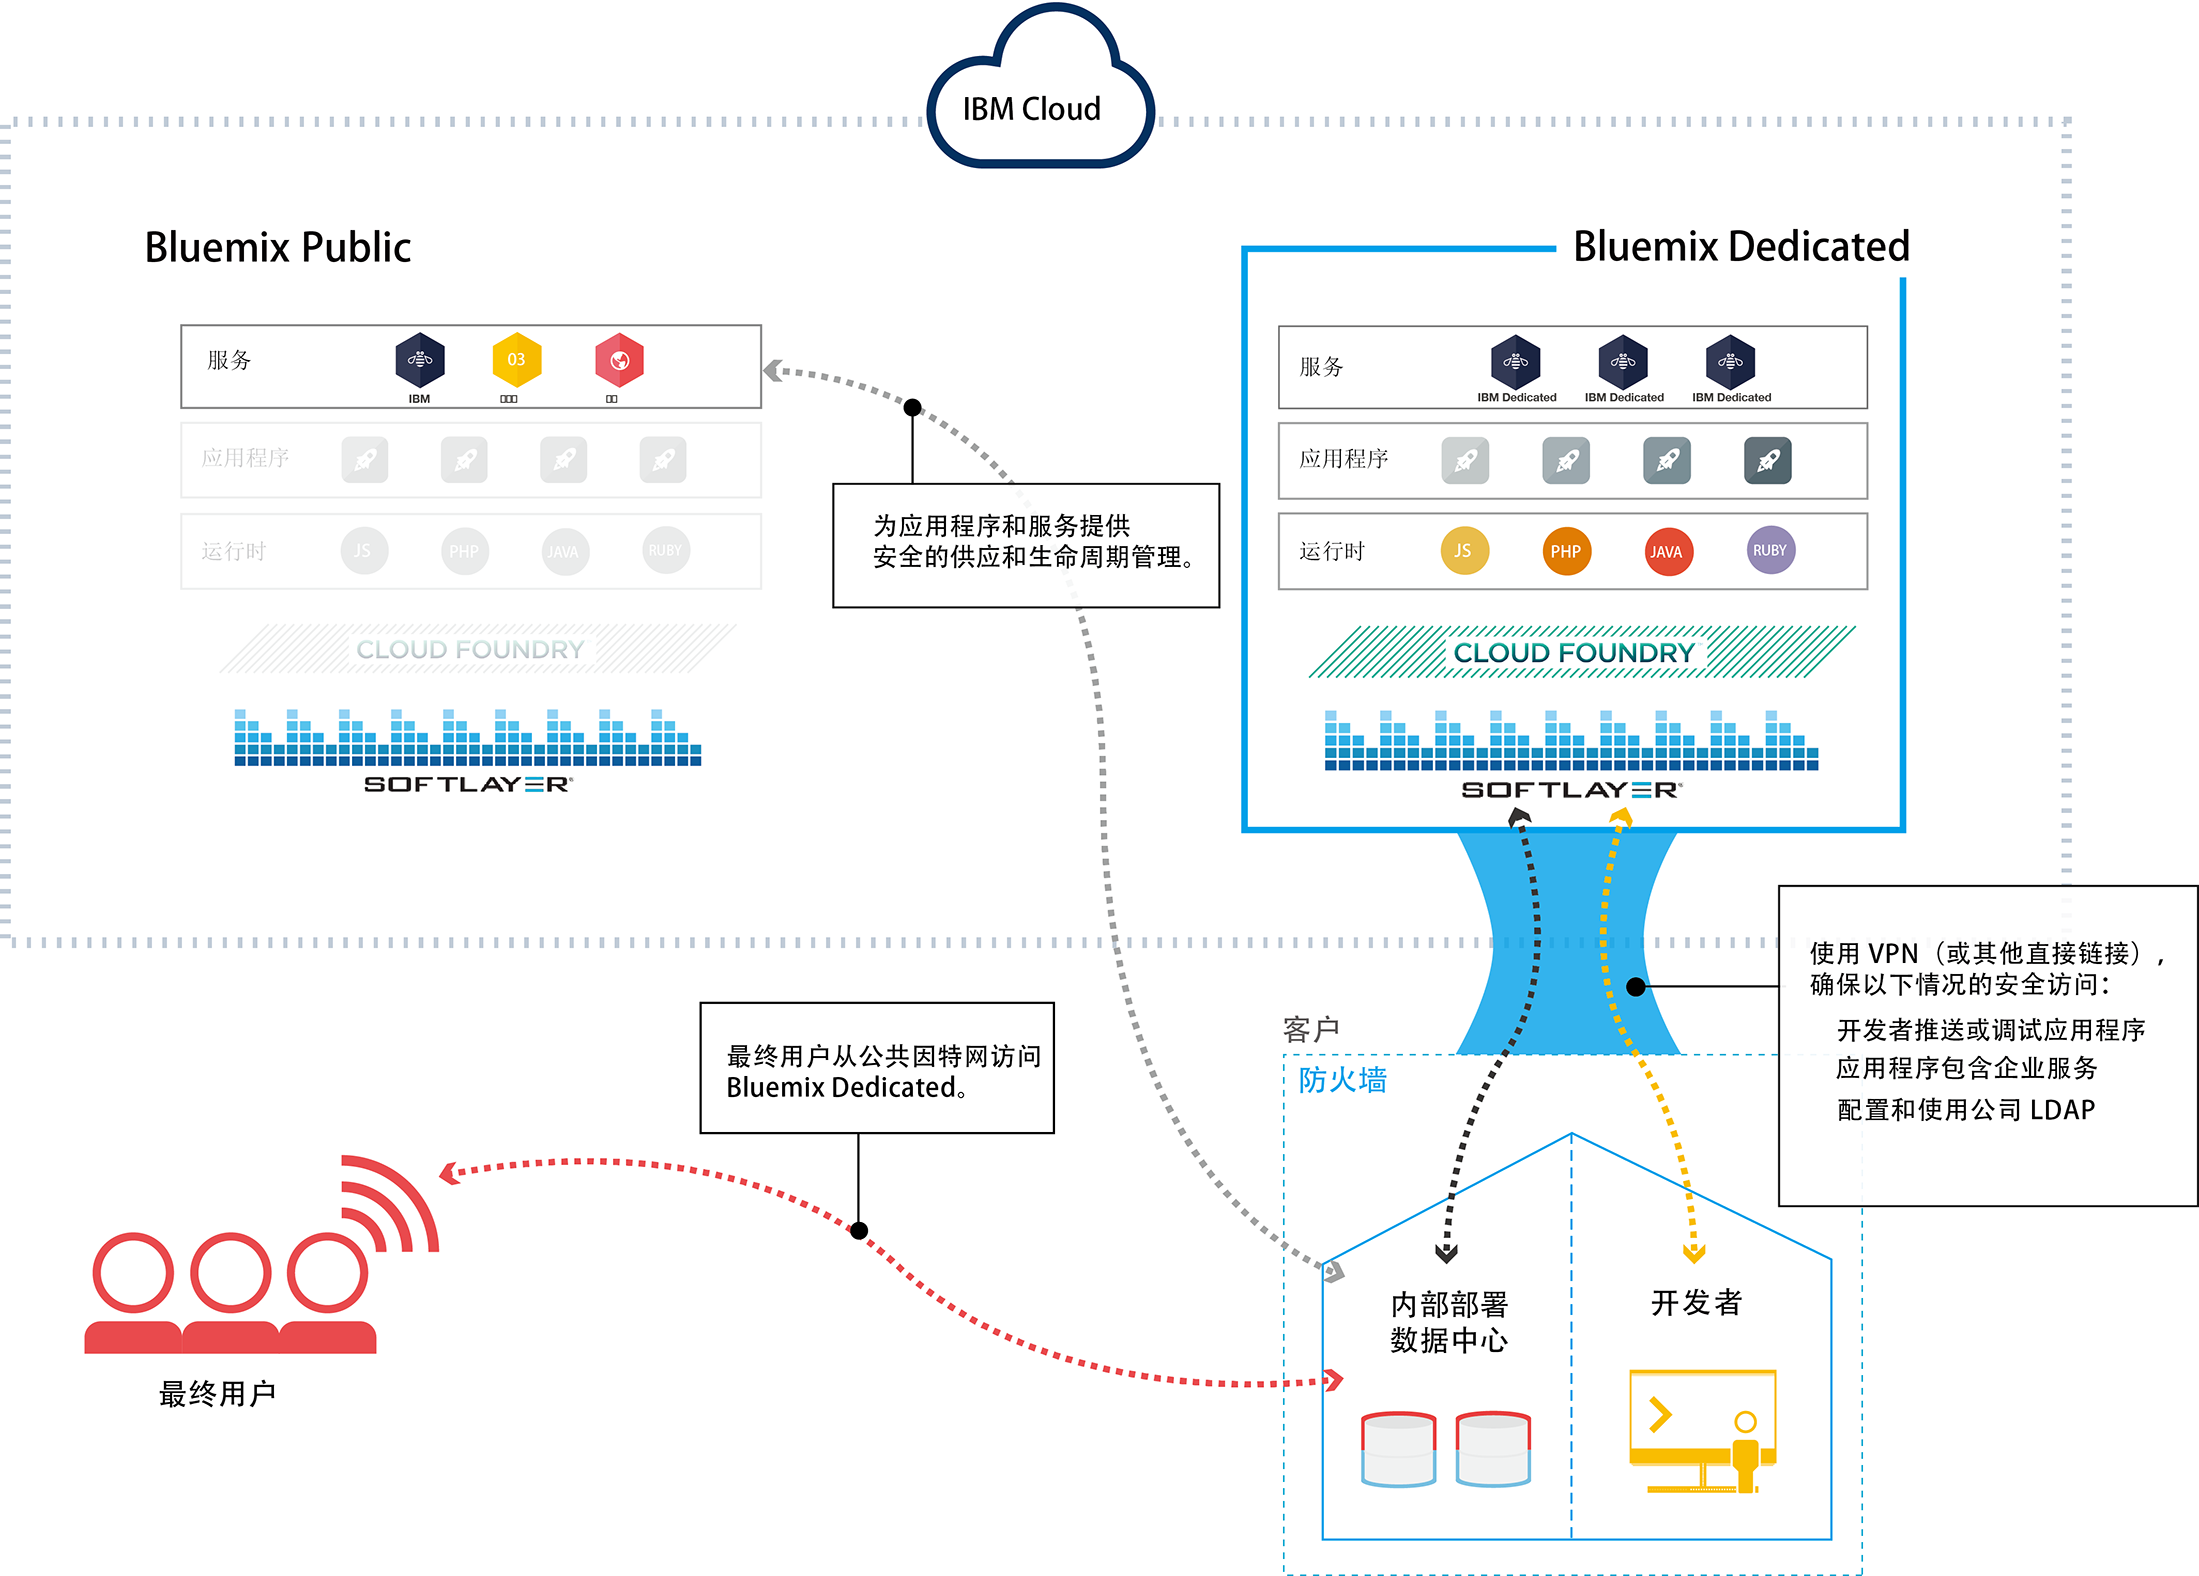 IBM Cloud
Bluemix Public
服务
03
IBM
应用程序
运行时
JS
PHP
JAVA
RUBY
CLOUD FOUNDRY
SOFTLAYER
为应用程序和服务提供
安全的供应和生命周期管理。
Bluemix Dedicated
服务
IBM Dedicated
IBM Dedicated
IBM Dedicated
应用程序
运行时
JS
PHP
JAVA
RUBY
CLOUD FOUNDRY
SOFTLAYER
使用 VPN（或其他直接链接），
确保以下情况的安全访问：
开发者推送或调试应用程序
应用程序包含企业服务
配置和使用公司 LDAP
最终用户从公共因特网访问
Bluemix Dedicated。
客户
防火墙
内部部署
数据中心
开发者
最终用户